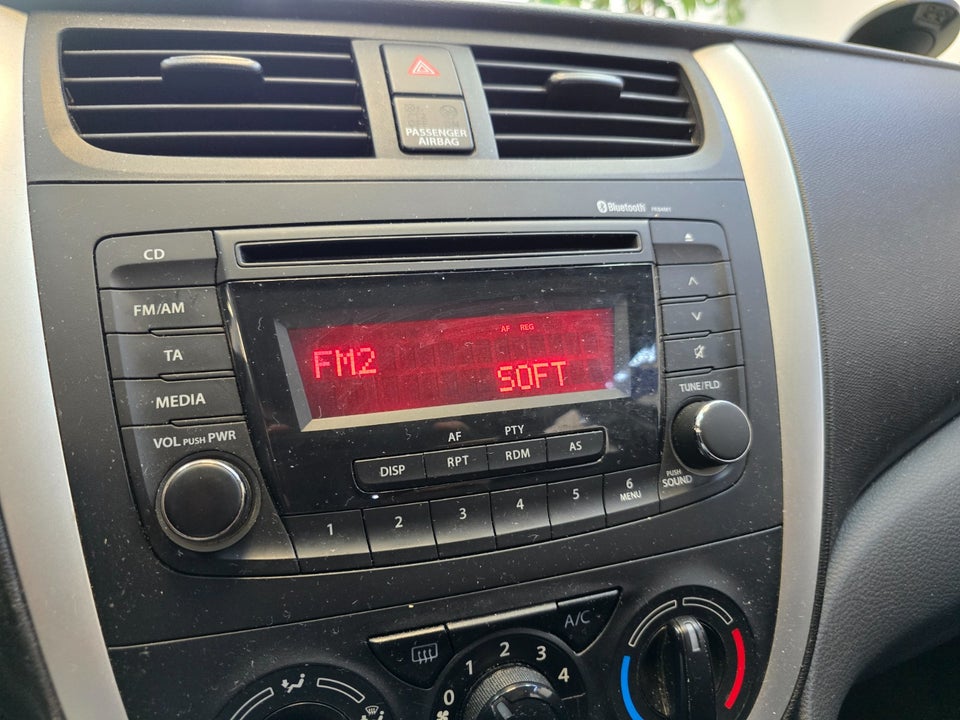 PASSENGER
AIRBAG
Bluetooth
CD
FM/AM
TA
MEDIA
VOL PUSH PWR
AF REG
FM2
SOFT
TUNE/FLD
PUSH
SOUND
AF PTY
DISP RPT RDM AS
1 2 3 4 5 6
MENU
A/C
0 1 2 3 4